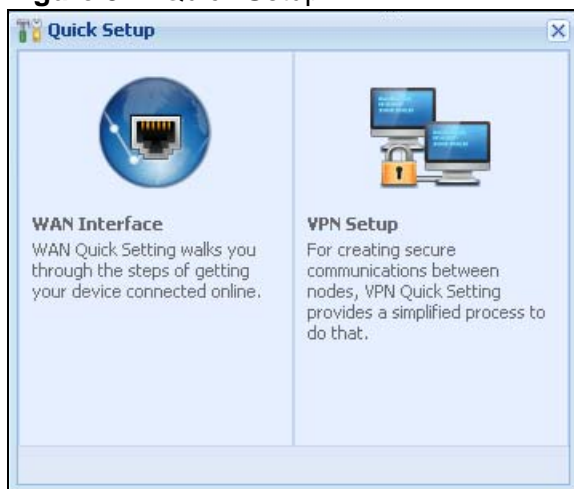 Quick Setup
WAN Interface
WAN Quick Setting walks you
through the steps of getting
your device connected online.
VPN Setup
For creating secure
communications between
nodes, VPN Quick Setting
provides a simplified process to
do that.